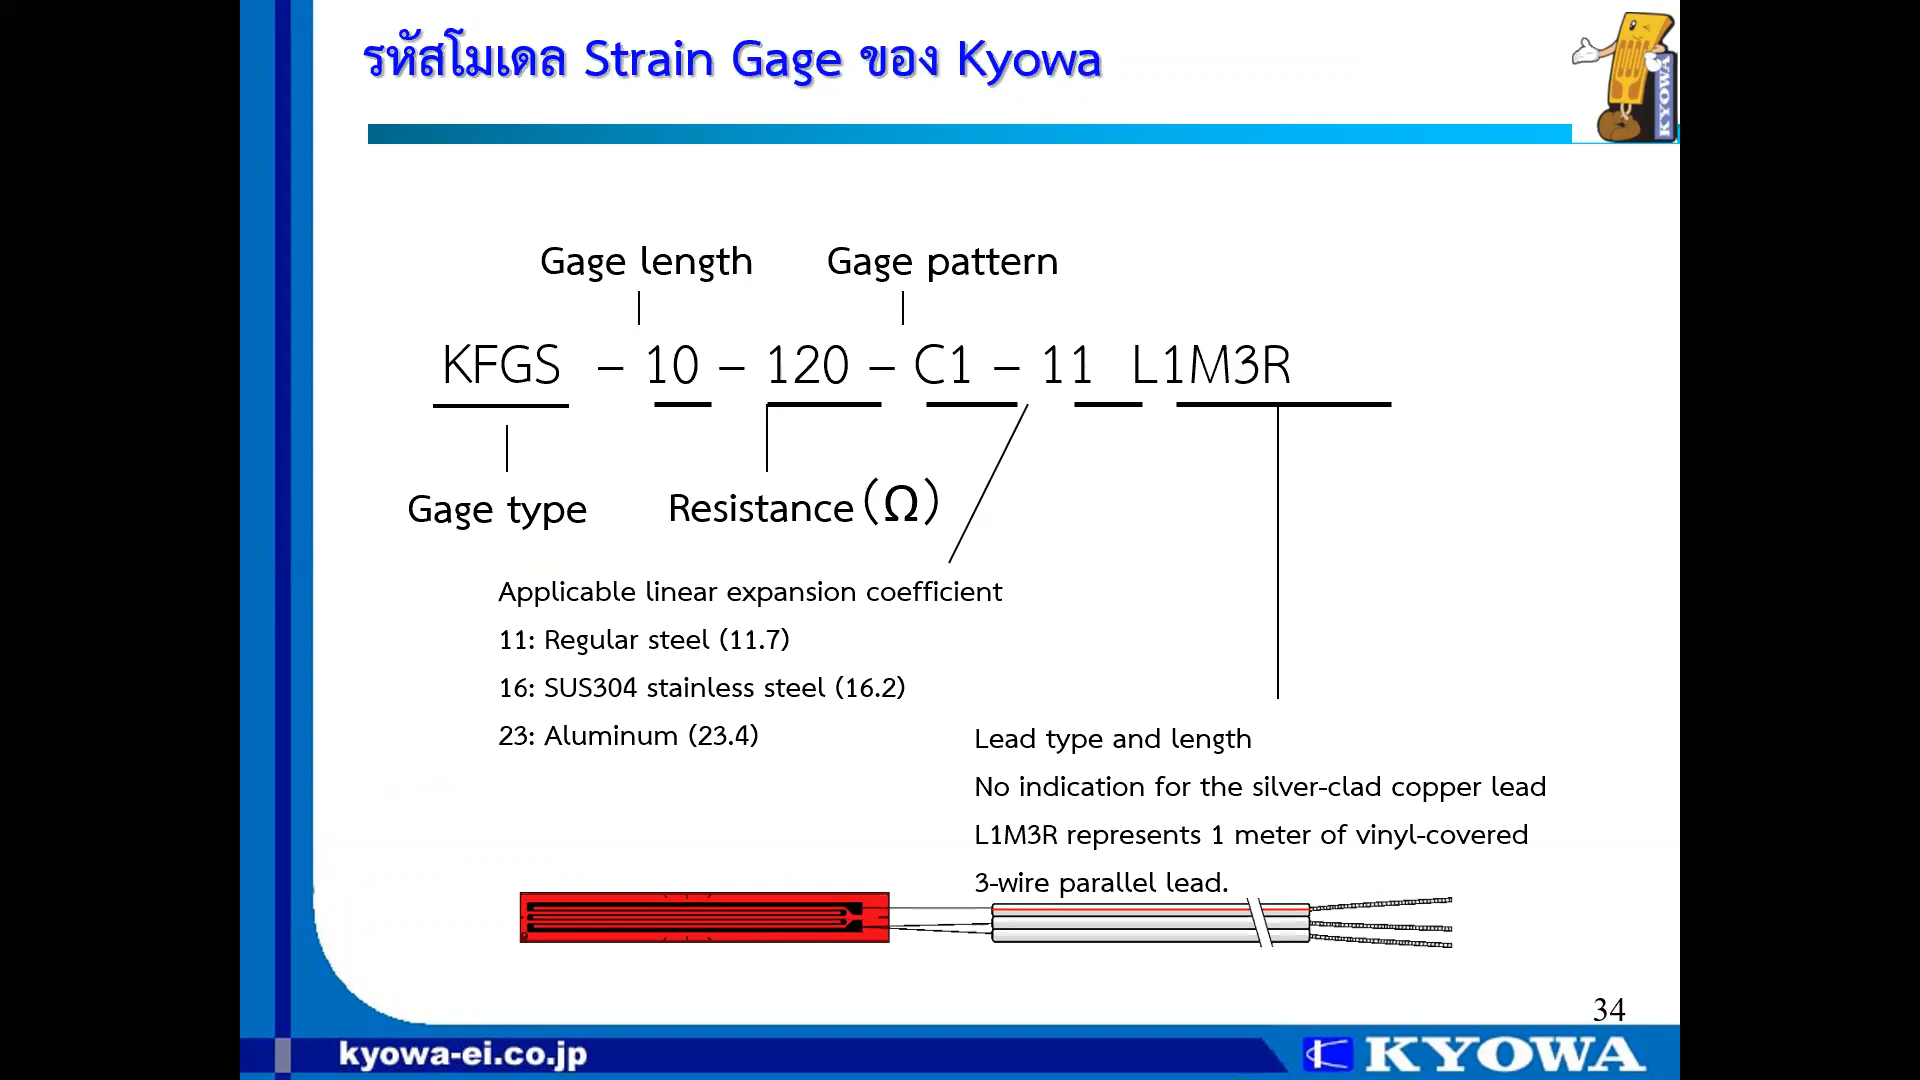 รหัสโมเดล Strain Gage ของ Kyowa
KYOWA
Gage length Gage pattern
KFGS – 10 – 120 – C1 – 11 L1M3R
Gage type Resistance (Ω)
Applicable linear expansion coefficient
11: Regular steel (11.7)
16: SUS304 stainless steel (16.2)
23: Aluminum (23.4)
Lead type and length
No indication for the silver-clad copper lead
L1M3R represents 1 meter of vinyl-covered
3-wire parallel lead.
34
kyowa-ei.co.jp
KYOWA